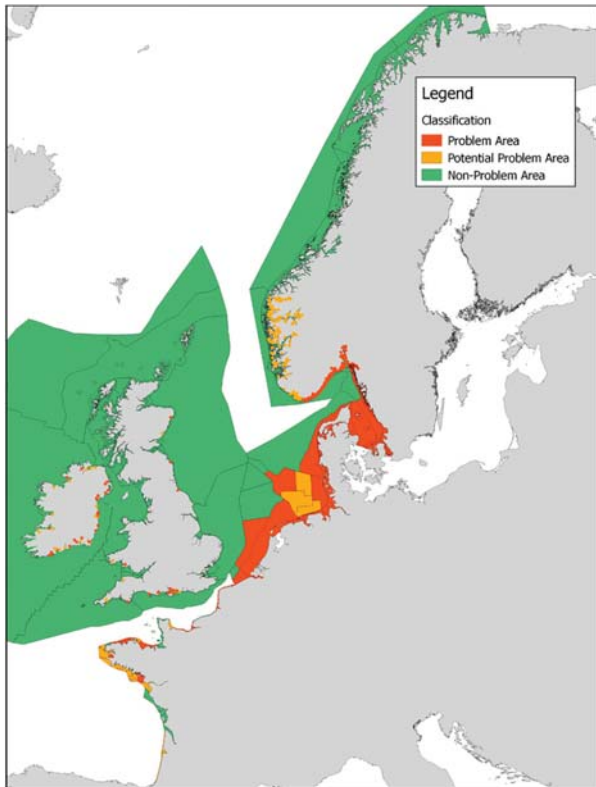 Legend
Classification
Problem Area
Potential Problem Area
Non-Problem Area